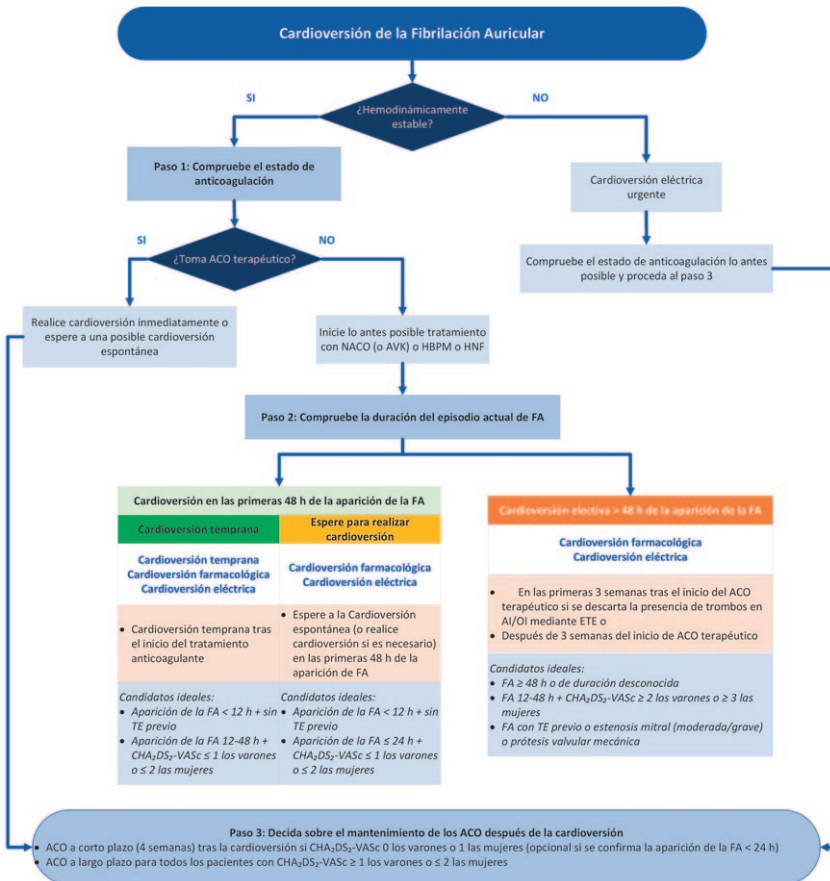 Cardioversión de la Fibrilación Auricular
SI
¿Hemodinámicamente
estable?
NO
Paso 1: Compruebe el estado de
anticoagulación
Cardioversión eléctrica
urgente
SI
¿Toma ACO terapéutico?
NO
Compruebe el estado de anticoagulación lo antes
posible y proceda al paso 3
Realice cardioversión inmediatamente o
espere a una posible cardioversión
espontánea
Inicie lo antes posible tratamiento
con NACO (o AVK) o HBPM o HNF
Paso 2: Compruebe la duración del episodio actual de FA
Cardioversión en las primeras 48 h de la aparición de la FA
Cardioversión temprana
Espere para realizar
cardioversión
Cardioversión temprana
Cardioversión farmacológica
Cardioversión eléctrica
Cardioversión farmacológica
Cardioversión eléctrica
• Cardioversión temprana tras
el inicio del tratamiento
anticoagulante
• Espere a la Cardioversión
espontánea (o realice
cardioversión si es necesario)
en las primeras 48 h de la
aparición de FA
Candidatos ideales:
• Aparición de la FA < 12 h + sin
TE previo
• Aparición de la FA 12-48 h +
CHA₂DS₂-VASc ≤ 1 los varones
o ≤ 2 las mujeres
Candidatos ideales:
• Aparición de la FA < 12 h + sin
TE previo
• Aparición de la FA ≤ 24 h +
CHA₂DS₂-VASc ≤ 1 los varones
o ≤ 2 las mujeres
Cardioversión electiva > 48 h de la aparición de la FA
Cardioversión farmacológica
Cardioversión eléctrica
• En las primeras 3 semanas tras el inicio del ACO
terapéutico si se descarta la presencia de trombos en
AI/OI mediante ETE o
• Después de 3 semanas del inicio de ACO terapéutico
Candidatos ideales:
• FA ≥ 48 h o de duración desconocida
• FA 12-48 h + CHA₂DS₂-VASc ≥ 2 los varones o ≥ 3 las
mujeres
• FA con TE previo o estenosis mitral (moderada/grave)
o prótesis valvular mecánica
Paso 3: Decida sobre el mantenimiento de los ACO después de la cardioversión
• ACO a corto plazo (4 semanas) tras la cardioversión si CHA₂DS₂-VASc 0 los varones o 1 las mujeres (opcional si se confirma la aparición de la FA < 24 h)
• ACO a largo plazo para todos los pacientes con CHA₂DS₂-VASc ≥ 1 los varones o ≤ 2 las mujeres